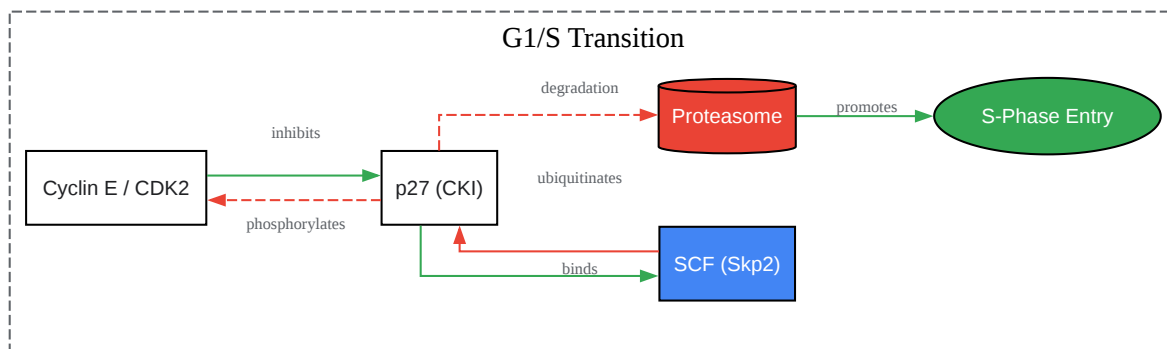 G1/S Transition
degradation
Proteasome
promotes
S-Phase Entry
inhibits
Cyclin E / CDK2
p27 (CKI)
ubiquitinates
phosphorylates
SCF (Skp2)
binds